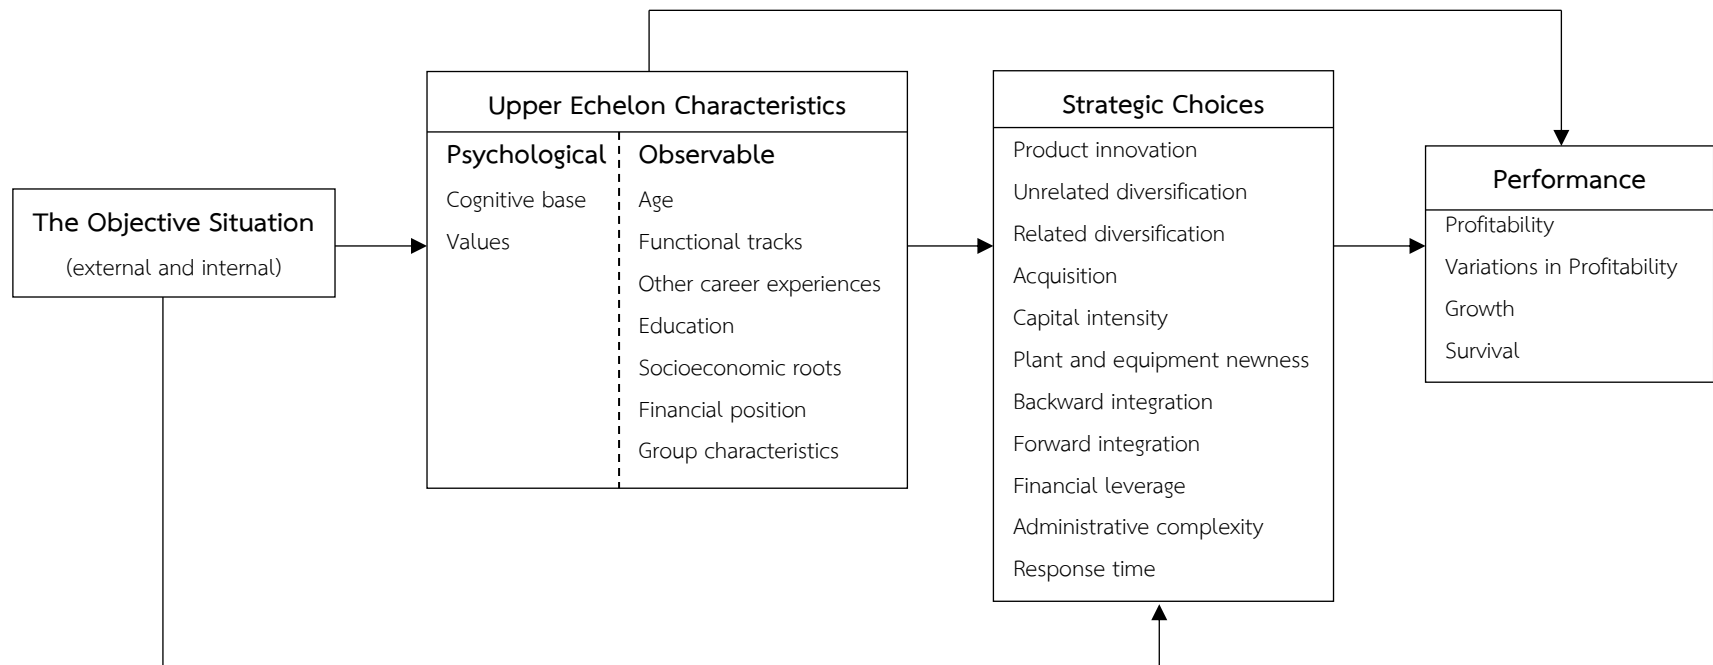 The Objective Situation
(external and internal)
Upper Echelon Characteristics
Psychological
Cognitive base
Values
Observable
Age
Functional tracks
Other career experiences
Education
Socioeconomic roots
Financial position
Group characteristics
Strategic Choices
Product innovation
Unrelated diversification
Related diversification
Acquisition
Capital intensity
Plant and equipment newness
Backward integration
Forward integration
Financial leverage
Administrative complexity
Response time
Performance
Profitability
Variations in Profitability
Growth
Survival